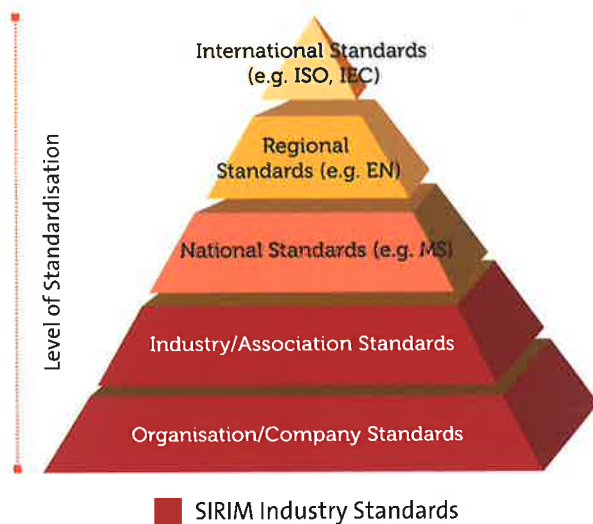 International Standards
(e.g. ISO, IEC)
Regional
Standards (e.g. EN)
National Standards (e.g. MS)
Industry/Association Standards
Organisation/Company Standards
Level of Standardisation
SIRIM Industry Standards